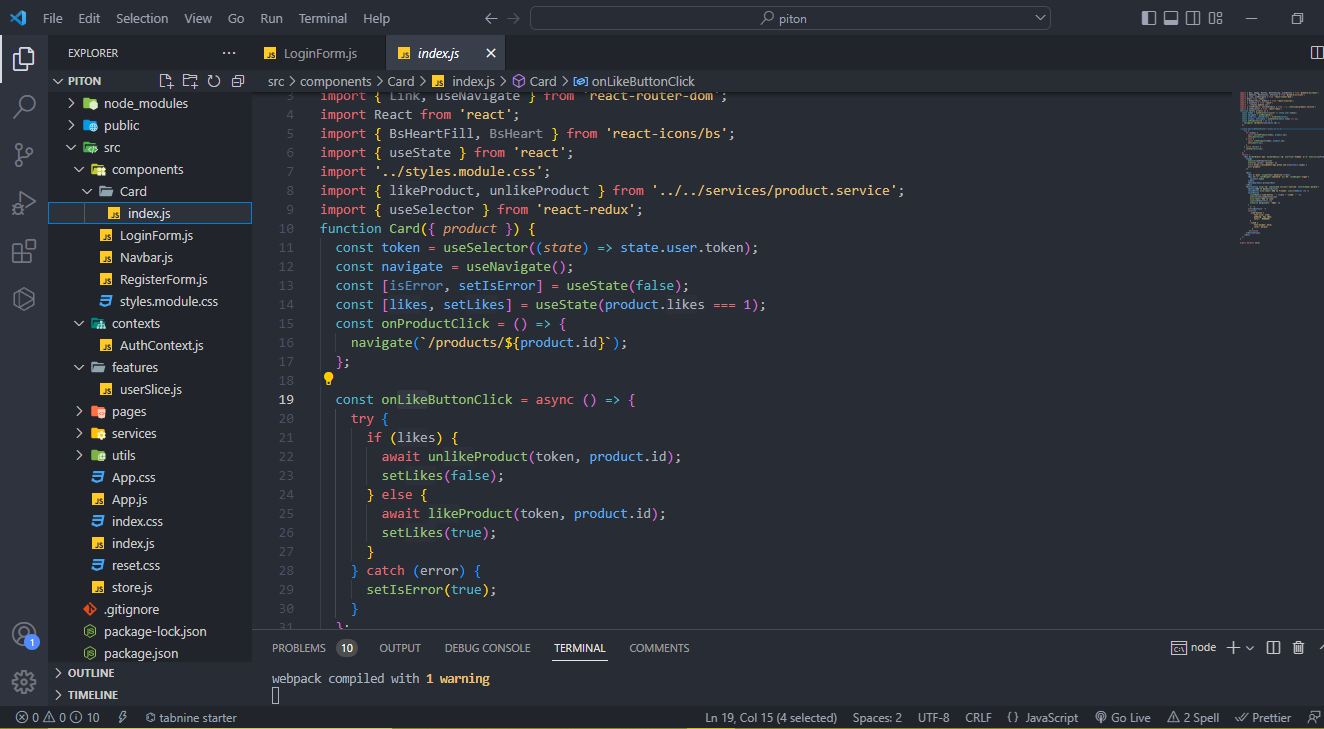 File Edit Selection View Go Run Terminal Help
piton
EXPLORER
PITON
node_modules
public
src
components
Card
index.js
LoginForm.js
Navbar.js
RegisterForm.js
styles.module.css
contexts
AuthContext.js
features
userSlice.js
pages
services
utils
App.css
App.js
index.css
index.js
reset.css
store.js
.gitignore
package-lock.json
package.json
OUTLINE
TIMELINE
1
LoginForm.js index.js
src > components > Card > index.js > Card > onLikeButtonClick
3 import { Link, useNavigate } from 'react-router-dom';
4 import React from 'react';
5 import { BsHeartFill, BsHeart } from 'react-icons/bs';
6 import { useState } from 'react';
7 import '../styles.module.css';
8 import { likeProduct, unlikeProduct } from '../../services/product.service';
9 import { useSelector } from 'react-redux';
10 function Card({ product }) {
11 const token = useSelector((state) => state.user.token);
12 const navigate = useNavigate();
13 const [isError, setIsError] = useState(false);
14 const [likes, setLikes] = useState(product.likes === 1);
15 const onProductClick = () => {
16 navigate(`/products/${product.id}`);
17 };
18
19 const onLikeButtonClick = async () => {
20 try {
21 if (likes) {
22 await unlikeProduct(token, product.id);
23 setLikes(false);
24 } else {
25 await likeProduct(token, product.id);
26 setLikes(true);
27 }
28 } catch (error) {
29 setIsError(true);
30 }
31 };
PROBLEMS 10 OUTPUT DEBUG CONSOLE TERMINAL COMMENTS
node
webpack compiled with 1 warning
0 0 10 tabnine starter
Ln 19, Col 15 (4 selected) Spaces: 2 UTF-8 CRLF {} JavaScript Go Live 2 Spell Prettier